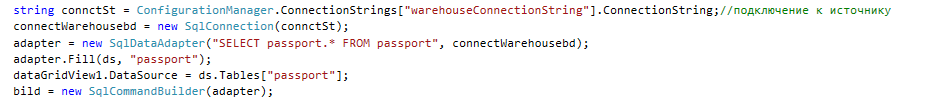 string connctSt = ConfigurationManager.ConnectionStrings["warehouseConnectionString"].ConnectionString;//подключение к источнику
connectWarehousebd = new SqlConnection(connctSt);
adapter = new SqlDataAdapter("SELECT passport.* FROM passport", connectWarehousebd);
adapter.Fill(ds, "passport");
dataGridView1.DataSource = ds.Tables["passport"];
bild = new SqlCommandBuilder(adapter);